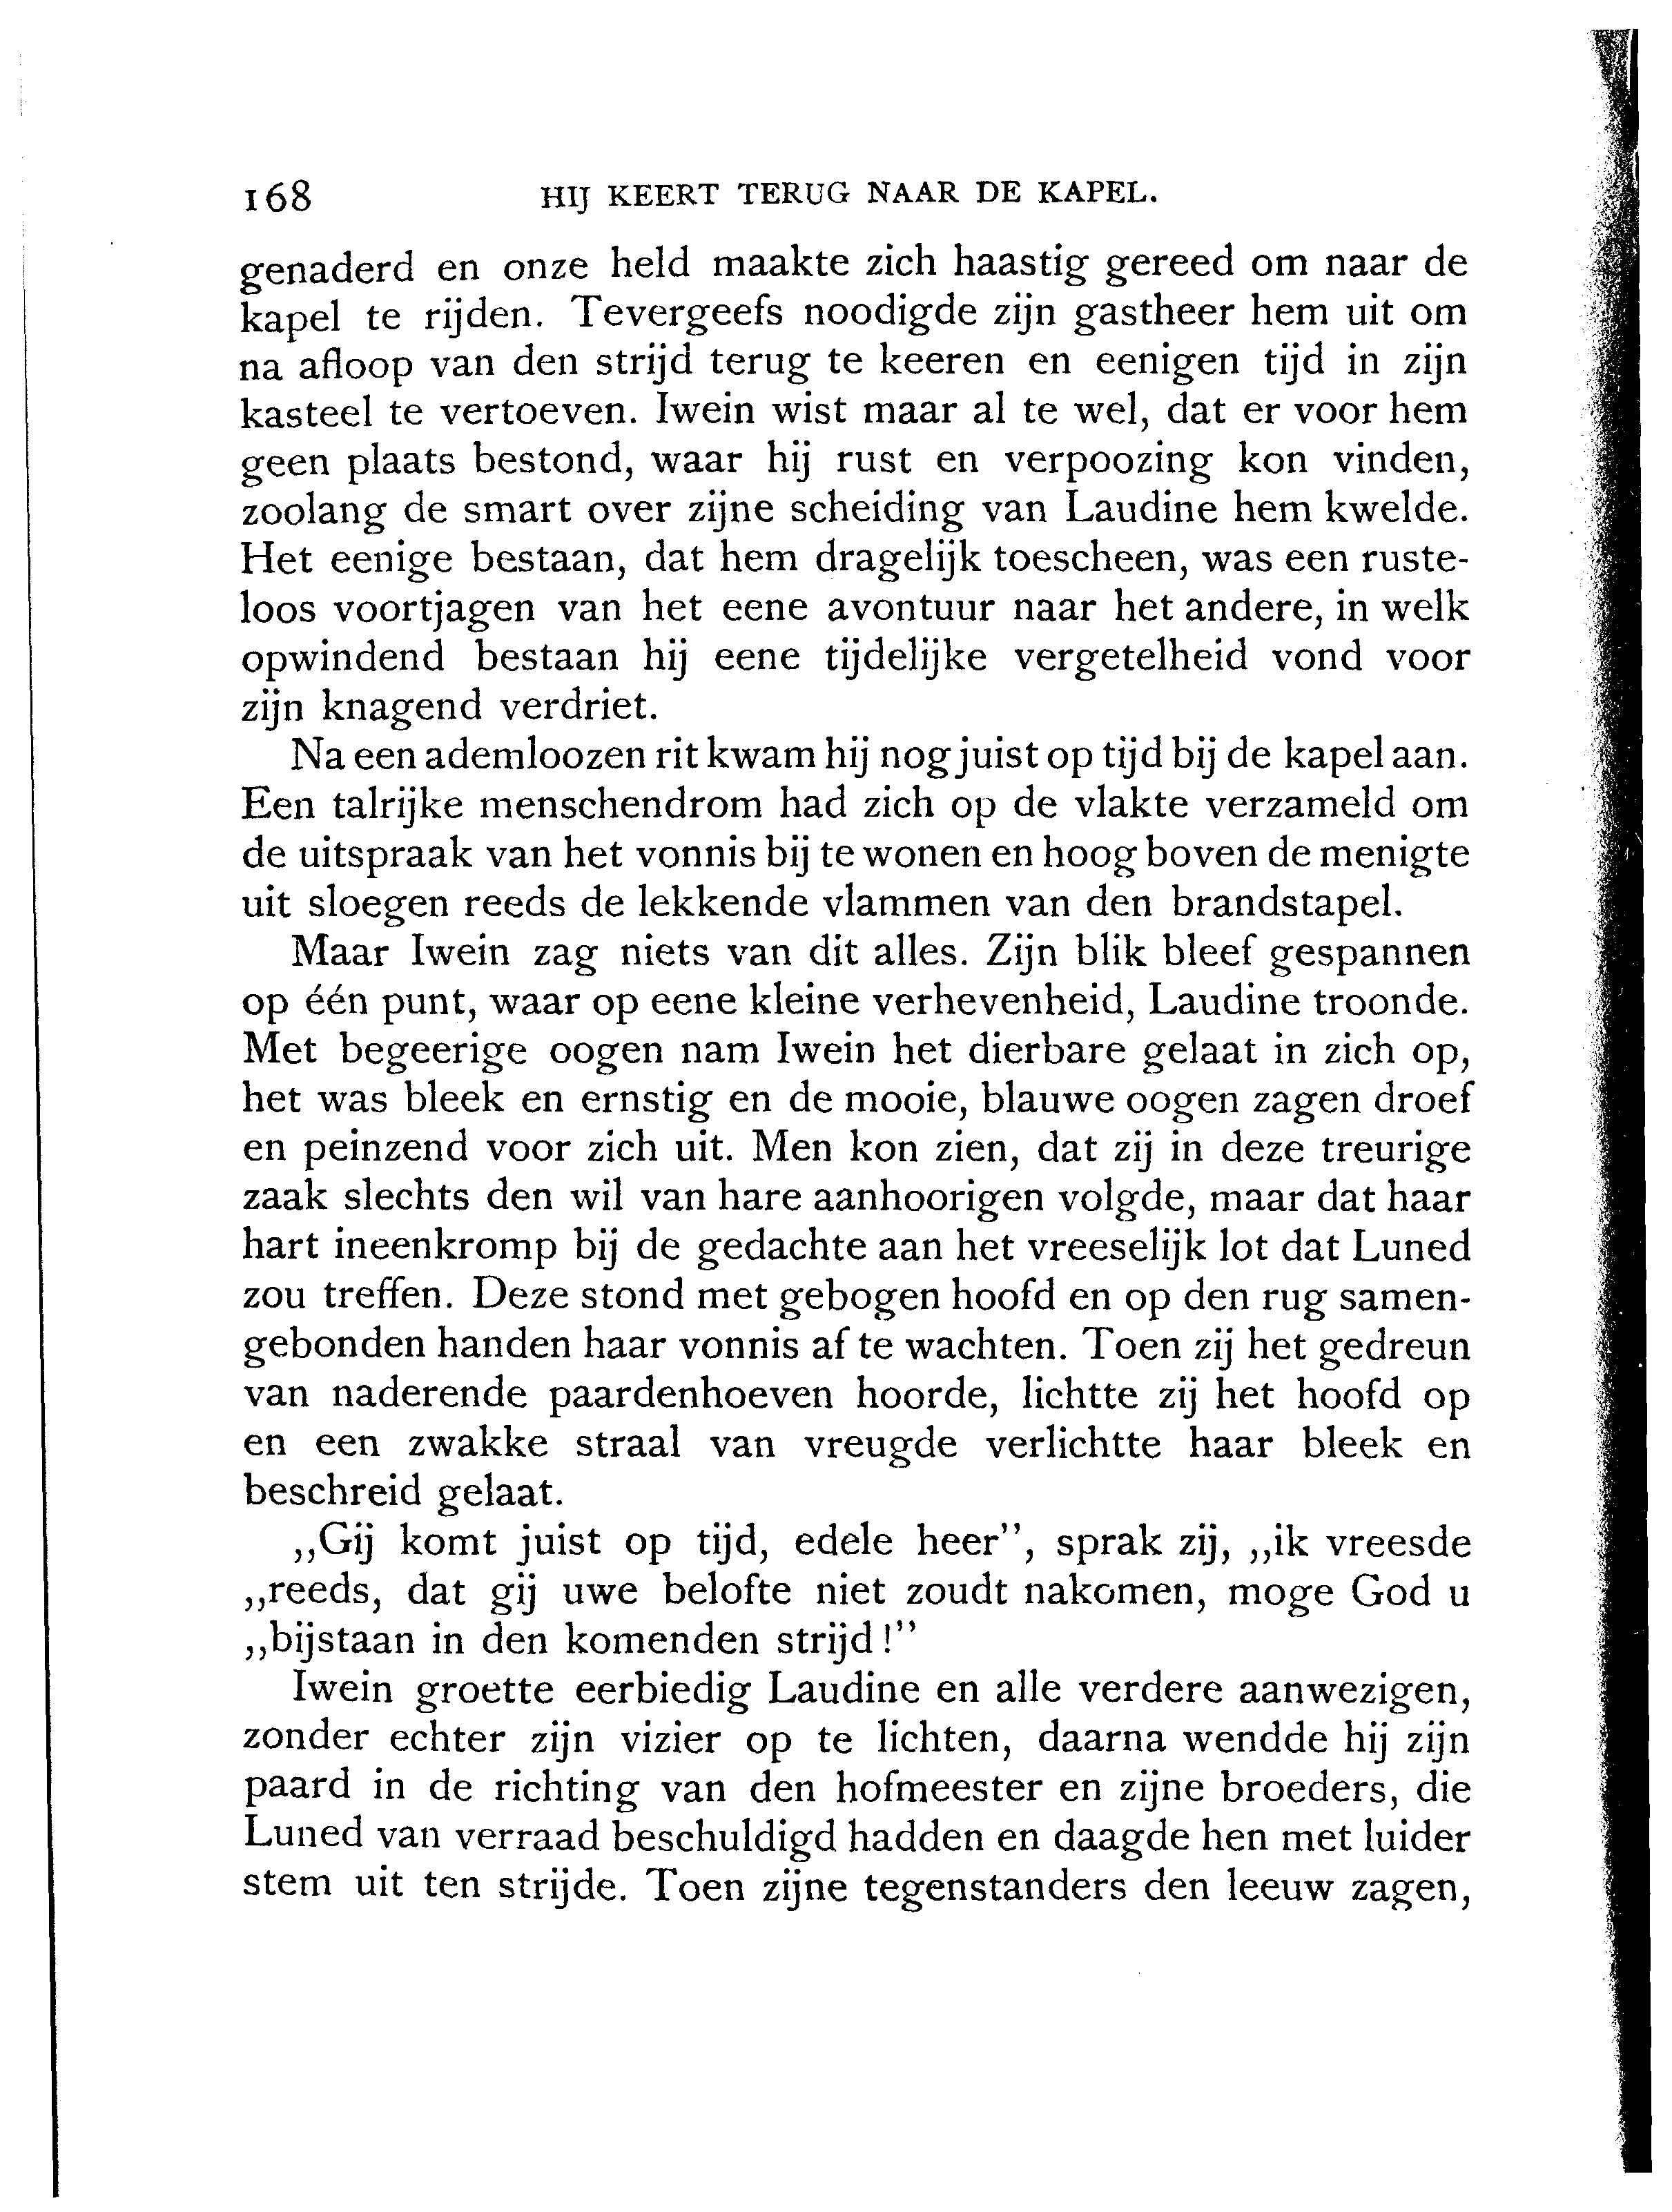 168 HIJ KEERT TERUG NAAR DE KAPEL.
genaderd en onze held maakte zich haastig gereed om naar de
kapel te rijden. Tevergeefs noodigde zijn gastheer hem uit om
na afloop van den strijd terug te keeren en eenigen tijd in zijn
kasteel te vertoeven. Iwein wist maar al te wel, dat er voor hem
geen plaats bestond, waar hij rust en verpoozing kon vinden,
zoolang de smart over zijne scheiding van Laudine hem kwelde.
Het eenige bestaan, dat hem dragelijk toescheen, was een ruste-
loos voortjagen van het eene avontuur naar het andere, in welk
opwindend bestaan hij eene tijdelijke vergetelheid vond voor
zijn knagend verdriet.
Na een ademloozen rit kwam hij nog juist op tijd bij de kapel aan.
Een talrijke menschendrom had zich op de vlakte verzameld om
de uitspraak van het vonnis bij te wonen en hoog boven de menigte
uit sloegen reeds de lekkende vlammen van den brandstapel.
Maar Iwein zag niets van dit alles. Zijn blik bleef gespannen
op één punt, waar op eene kleine verhevenheid, Laudine troonde.
Met begeerige oogen nam Iwein het dierbare gelaat in zich op,
het was bleek en ernstig en de mooie, blauwe oogen zagen droef
en peinzend voor zich uit. Men kon zien, dat zij in deze treurige
zaak slechts den wil van hare aanhoorigen volgde, maar dat haar
hart ineenkromp bij de gedachte aan het vreeselijk lot dat Luned
zou treffen. Deze stond met gebogen hoofd en op den rug samen-
gebonden handen haar vonnis af te wachten. Toen zij het gedreun
van naderende paardenhoeven hoorde, lichtte zij het hoofd op
en een zwakke straal van vreugde verlichtte haar bleek en
beschreid gelaat.
,,Gij komt juist op tijd, edele heer'', sprak zij, ,,ik vreesde
,,reeds, dat gij uwe belofte niet zoudt nakomen, moge God u
,,bijstaan in den komenden strijd!''
Iwein groette eerbiedig Laudine en alle verdere aanwezigen,
zonder echter zijn vizier op te lichten, daarna wendde hij zijn
paard in de richting van den hofmeester en zijne broeders, die
Luned van verraad beschuldigd hadden en daagde hen met luider
stem uit ten strijde. Toen zijne tegenstanders den leeuw zagen,